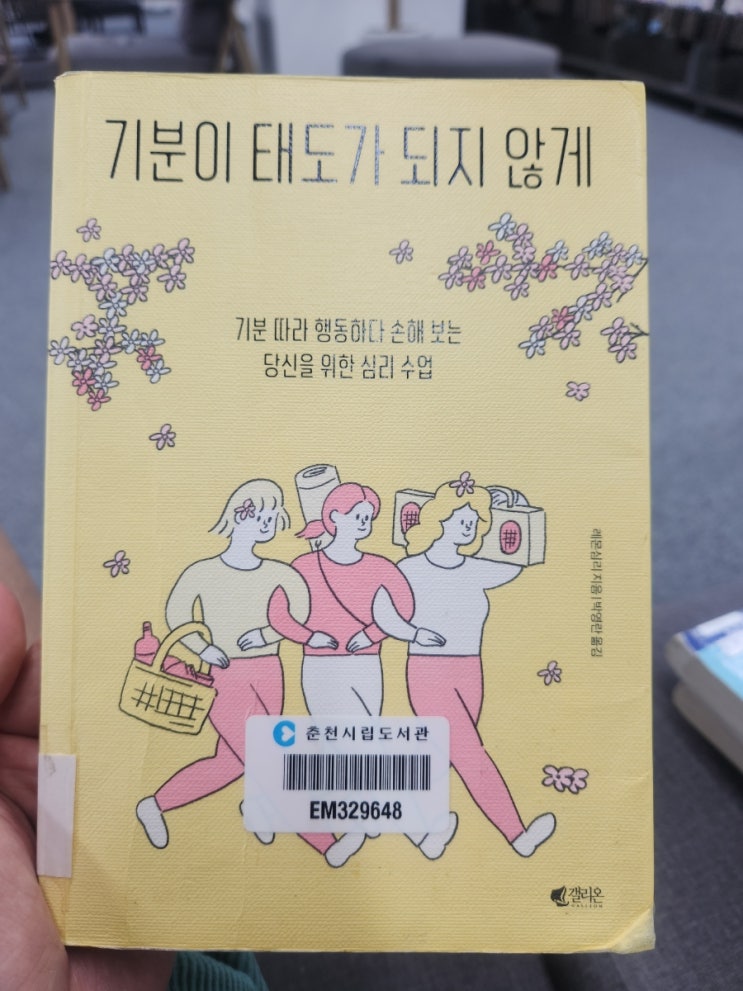 기분이 태도가 되지 않게
기분 따라 행동하다 손해 보는
당신을 위한 심리 수업
레몬심리 지음 | 박영란 옮김
춘천시립도서관
EM329648
갤리온
GALLEON